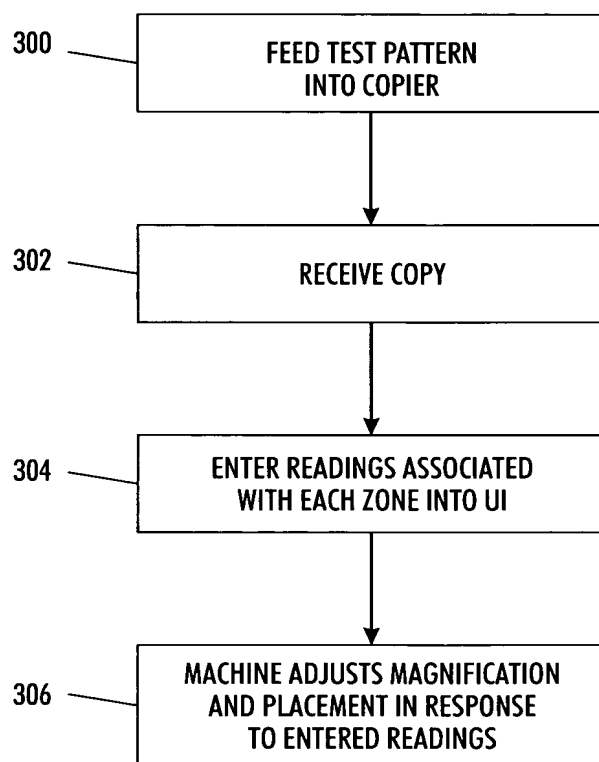 300
FEED TEST PATTERN
INTO COPIER
302
RECEIVE COPY
304
ENTER READINGS ASSOCIATED
WITH EACH ZONE INTO UI
306
MACHINE ADJUSTS MAGNIFICATION
AND PLACEMENT IN RESPONSE
TO ENTERED READINGS